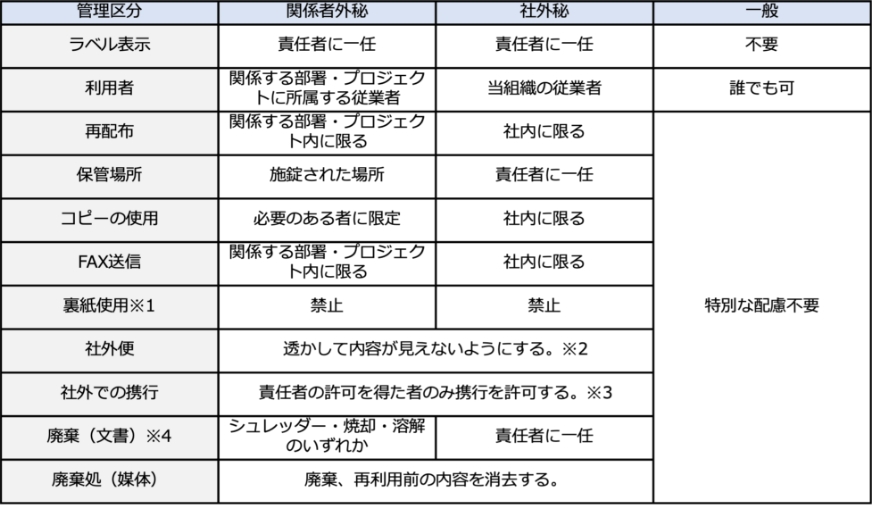 管理区分 関係者外秘 社外秘 一般
ラベル表示 責任者に一任 責任者に一任 不要
利用者 関係する部署・プロジェク
トに所属する従業者 当組織の従業者 誰でも可
再配布 関係する部署・プロジェク
ト内に限る 社内に限る
保管場所 施錠された場所 責任者に一任
コピーの使用 必要のある者に限定 社内に限る
FAX送信 関係する部署・プロジェク
ト内に限る 社内に限る
裏紙使用※1 禁止 禁止 特別な配慮不要
社外便 透かして内容が見えないようにする。※2
社外での携行 責任者の許可を得た者のみ携行を許可する。※3
廃棄（文書）※4 シュレッダー・焼却・溶解
のいずれか 責任者に一任
廃棄処（媒体） 廃棄、再利用前の内容を消去する。